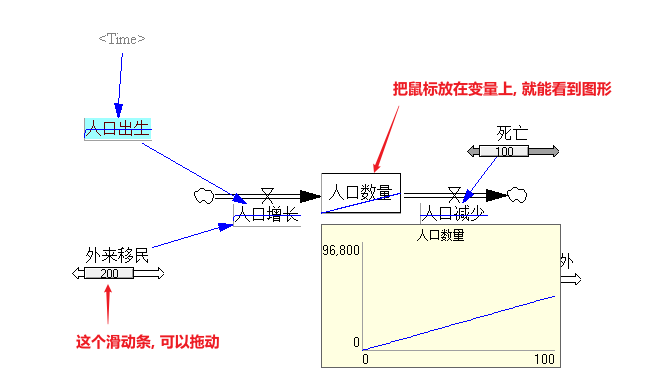 <Time>
把鼠标放在变量上, 就能看到图形
人口出生
死亡
100
人口数量
人口增长
人口减少
外来移民
200
外
这个滑动条, 可以拖动
人口数量
96,800
0
0
100